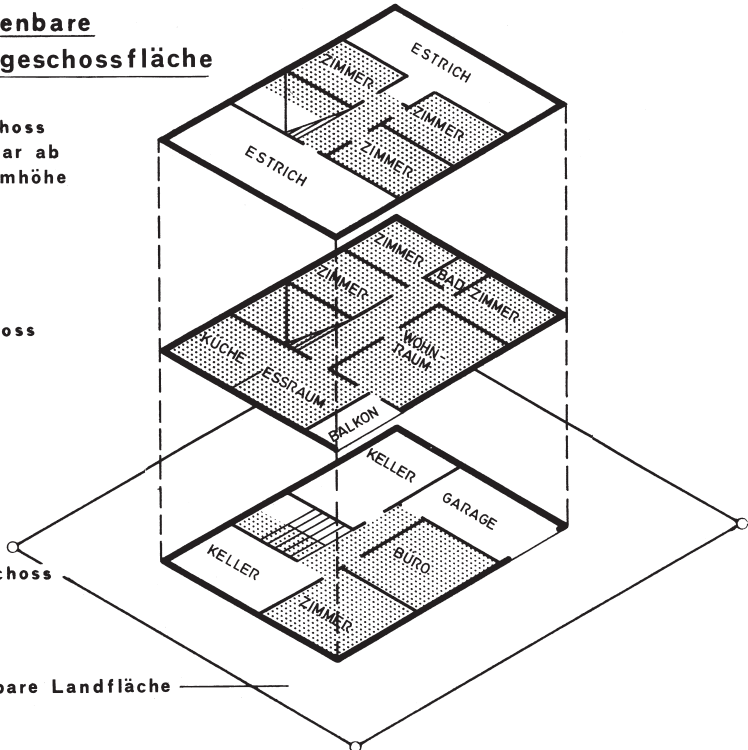 enbare
geschossfläche
ESTRICH
ZIMMER
ZIMMER
hoss
ar ab
mhöhe
ZIMMER
ESTRICH
ZIMMER
BAD
ZIMMER
ZIMMER
oss
KÜCHE
WOHN
RAUM
ESSRAUM
BALKON
KELLER
GARAGE
KELLER
BÜRO
choss
ZIMMER
bare Landfläche